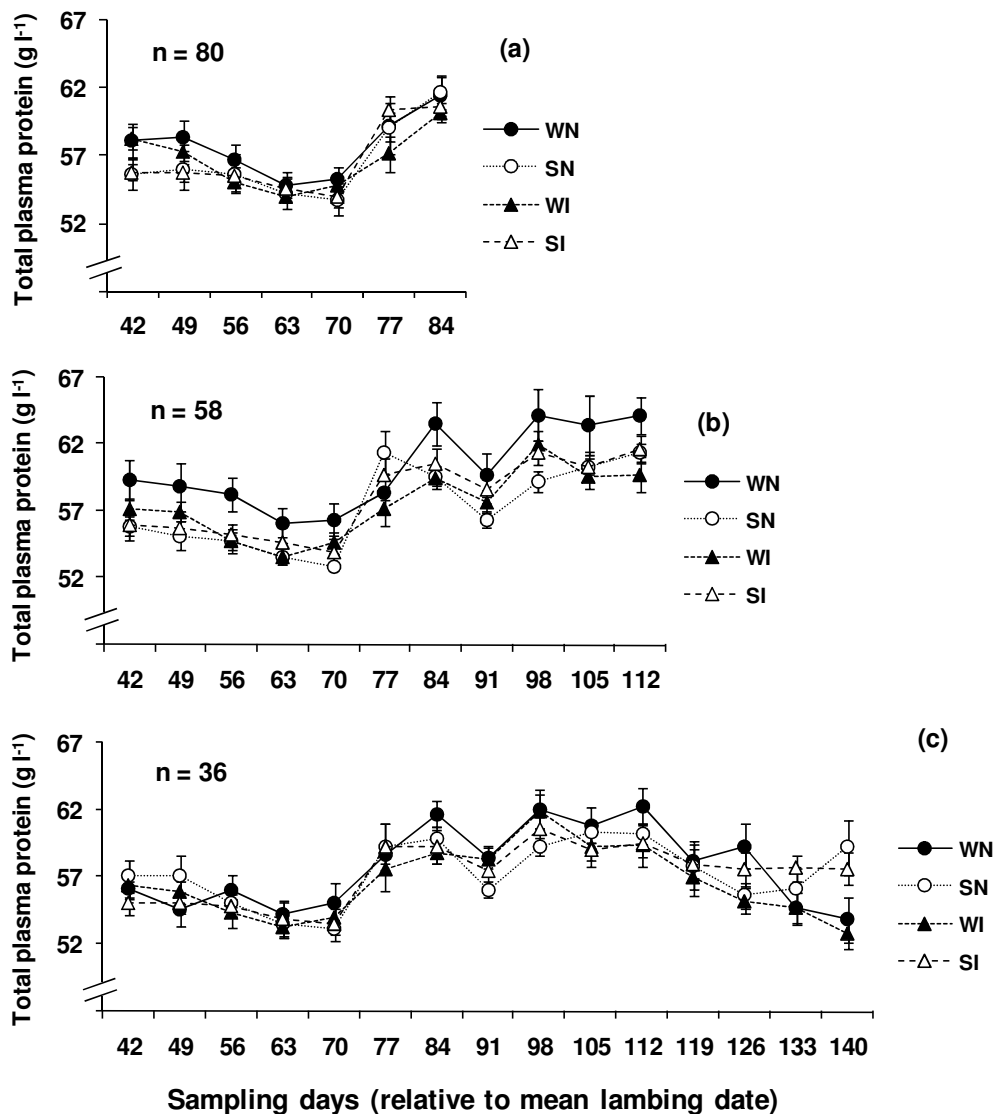 67
n = 80
(a)
62
57
52
Total plasma protein (g l⁻¹)
WN
SN
WI
SI
42 49 56 63 70 77 84
67
n = 58
(b)
62
57
52
Total plasma protein (g l⁻¹)
WN
SN
WI
SI
42 49 56 63 70 77 84 91 98 105 112
67
n = 36
(c)
62
57
52
Total plasma protein (g l⁻¹)
WN
SN
WI
SI
42 49 56 63 70 77 84 91 98 105 112 119 126 133 140
Sampling days (relative to mean lambing date)